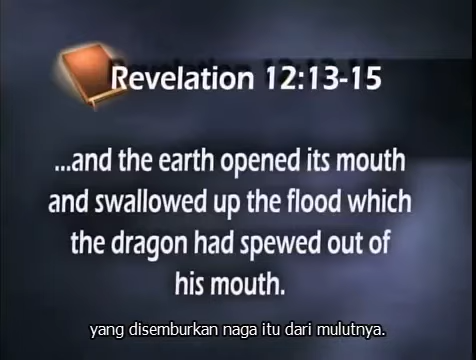 Revelation 12:13-15
...and the earth opened its mouth
and swallowed up the flood which
the dragon had spewed out of
his mouth.
yang disemburkan naga itu dari mulutnya.